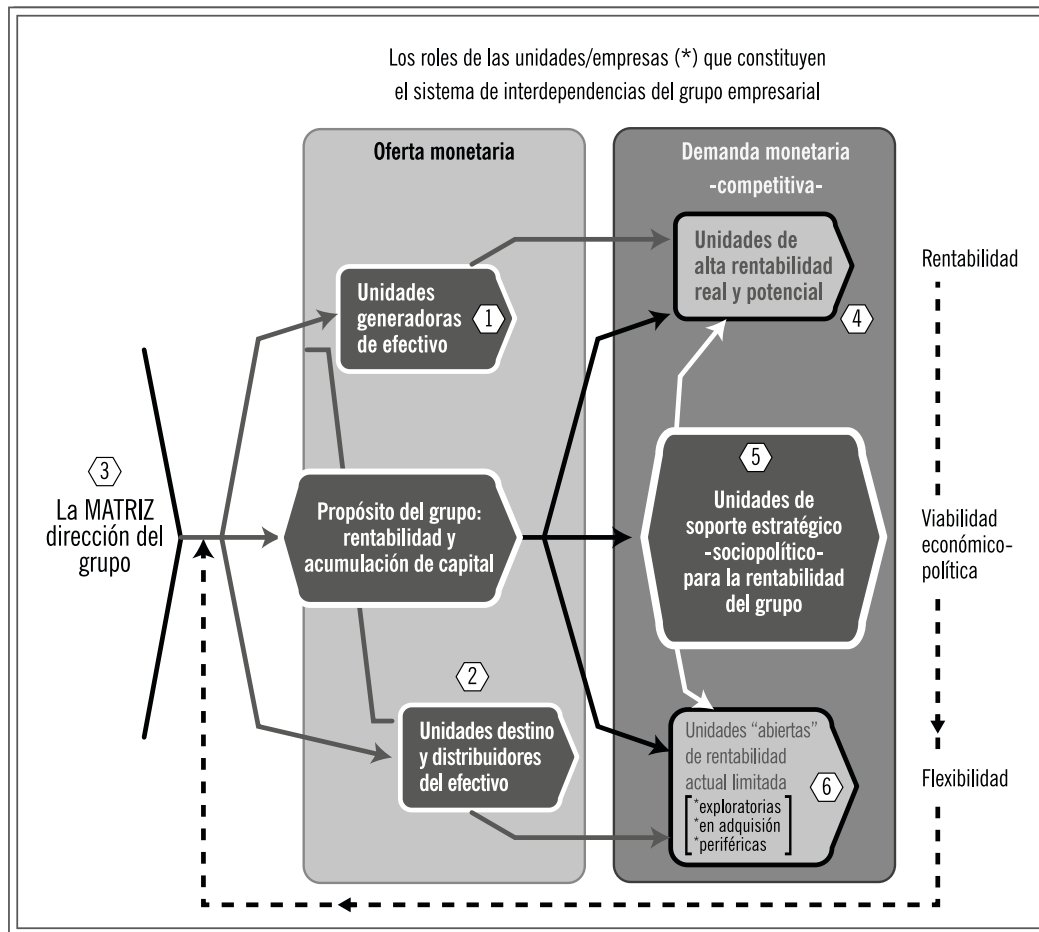 Los roles de las unidades/empresas (*) que constituyen
el sistema de interdependencias del grupo empresarial
Oferta monetaria
Demanda monetaria
-competitiva-
Unidades
generadoras
de efectivo
1
Unidades de
alta rentabilidad
real y potencial
4
Rentabilidad
3
La MATRIZ
dirección del
grupo
Propósito del grupo:
rentabilidad y
acumulación de capital
5
Unidades de
soporte estratégico
-sociopolítico-
para la rentabilidad
del grupo
Viabilidad
económico-
política
2
Unidades destino
y distribuidores
del efectivo
Unidades “abiertas”
de rentabilidad
actual limitada
*exploratorias
*en adquisión
*periféricas
6
Flexibilidad